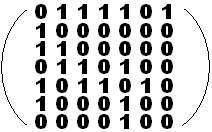 0 1 1 1 1 0 1
1 0 0 0 0 0 0
1 1 0 0 0 0 0
0 1 1 0 1 0 0
1 0 1 1 0 1 0
1 0 0 0 1 0 0
0 0 0 0 1 0 0